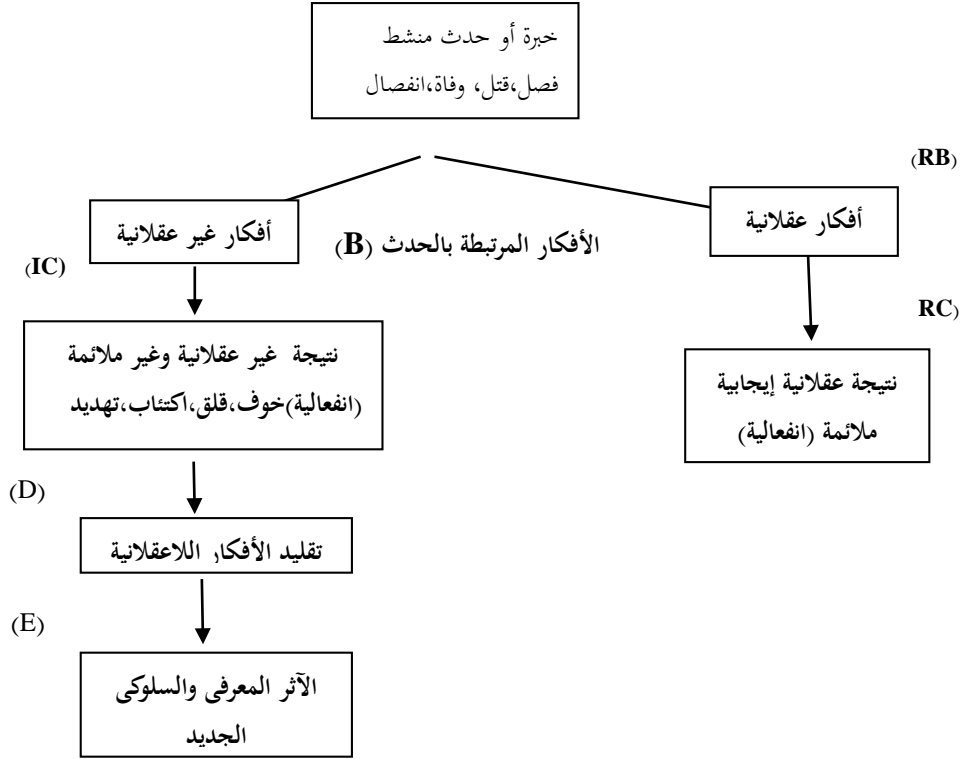 خبرة أو حدث منشط
فصل،قتل، وفاة،انفصال
(RB)
أفكار عقلانية
أفكار غير عقلانية
الأفكار المرتبطة بالحدث (B)
(IC)
RC)
نتيجة عقلانية إيجابية
ملائمة (انفعالية)
نتيجة غير عقلانية وغير ملائمة
(انفعالية)خوف،قلق،اكتئاب،تهديد
(D)
تقليد الأفكار اللاعقلانية
(E)
الآثر المعرفى والسلوكى
الجديد